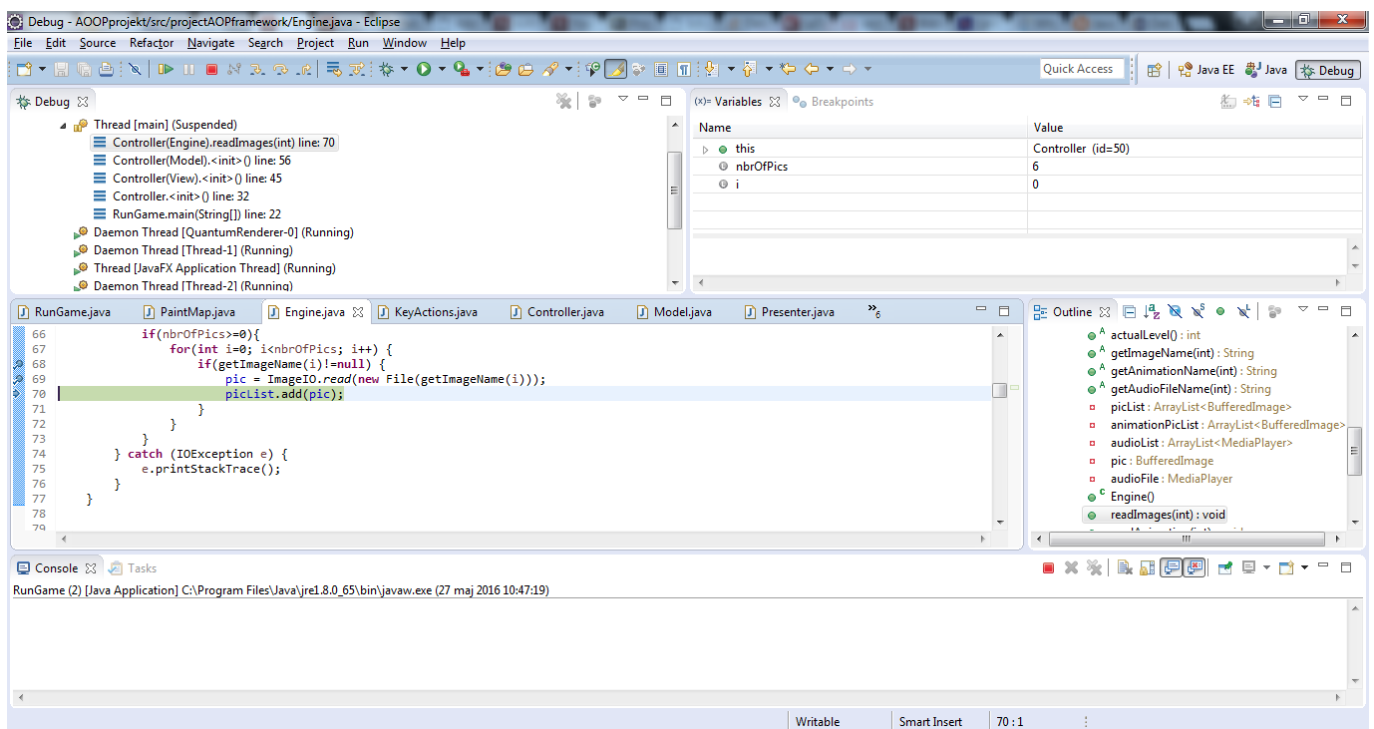 Debug - AOOPprojekt/src/projectAOPframework/Engine.java - Eclipse
File Edit Source Refactor Navigate Search Project Run Window Help
Quick Access Java EE Java Debug
Debug
Thread [main] (Suspended)
Controller(Engine).readImages(int) line: 70
Controller(Model).<init>() line: 56
Controller(View).<init>() line: 45
Controller.<init>() line: 32
RunGame.main(String[]) line: 22
Daemon Thread [QuantumRenderer-0] (Running)
Daemon Thread [Thread-1] (Running)
Thread [JavaFX Application Thread] (Running)
Daemon Thread [Thread-2] (Running)
(x)= Variables Breakpoints
Name Value
this Controller (id=50)
nbrOfPics 6
i 0
RunGame.java PaintMap.java Engine.java KeyActions.java Controller.java Model.java Presenter.java »6
66 if(nbrOfPics>=0){
67 for(int i=0; i<nbrOfPics; i++) {
68 if(getImageName(i)!=null) {
69 pic = ImageIO.read(new File(getImageName(i)));
70 picList.add(pic);
71 }
72 }
73 }
74 } catch (IOException e) {
75 e.printStackTrace();
76 }
77 }
78
79
Outline
actualLevel() : int
getImageName(int) : String
getAnimationName(int) : String
getAudioFileName(int) : String
picList : ArrayList<BufferedImage>
animationPicList : ArrayList<BufferedImage>
audioList : ArrayList<MediaPlayer>
pic : BufferedImage
audioFile : MediaPlayer
Engine()
readImages(int) : void
Console Tasks
RunGame (2) [Java Application] C:\Program Files\Java\jre1.8.0_65\bin\javaw.exe (27 maj 2016 10:47:19)
Writable Smart Insert 70 : 1